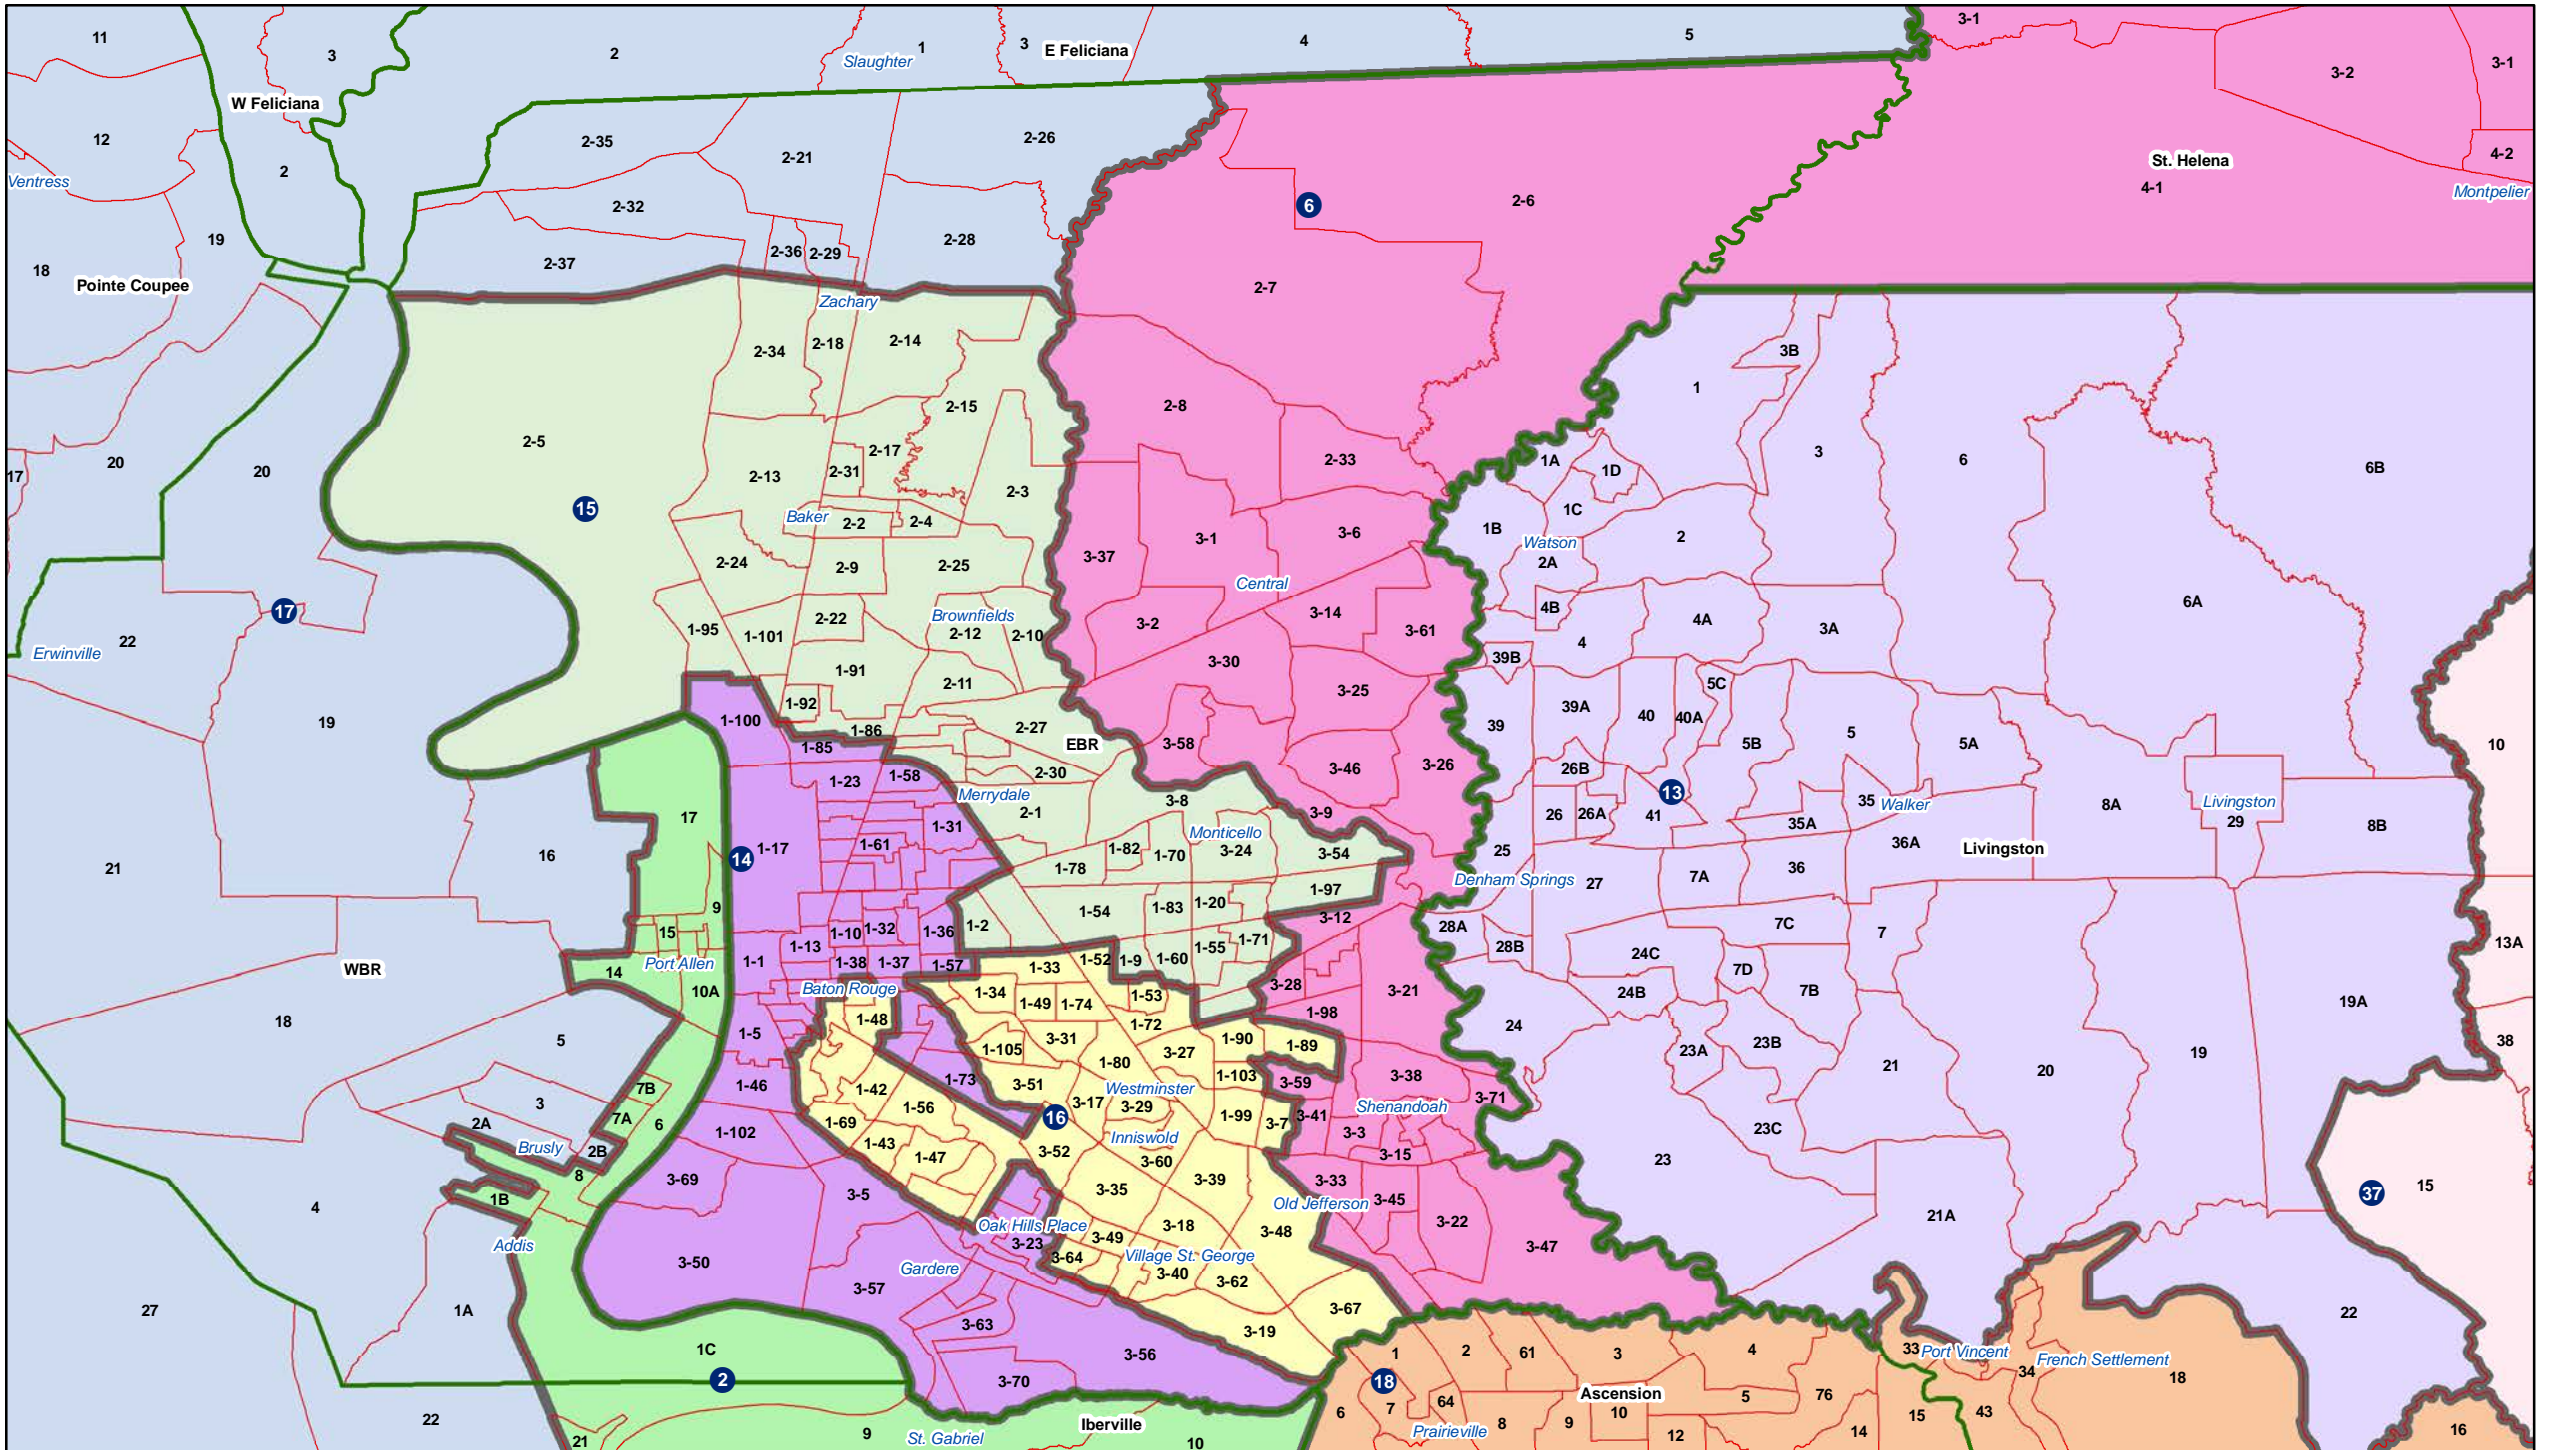 11
3
2
Slaughter
1
3
E Feliciana
4
5
3-1
3-2
3-1
W Feliciana
12
2
Ventress
19
18
Pointe Coupee
2-35
2-21
2-26
2-32
2-36
2-29
2-28
2-37
Zachary
6
2-6
2-7
St. Helena
4-1
4-2
Montpelier
2-34
2-18
2-14
2-15
2-5
15
2-13
2-31
2-17
2-3
Baker
2-2
2-4
2-24
2-9
2-25
1-95
1-101
2-22
Brownfields
2-12
2-10
1-91
2-11
1-92
1-86
2-27
EBR
2-30
2-8
2-33
3-37
3-1
3-6
Central
3-2
3-14
3-61
3-30
3-25
3-58
3-46
3-26
3-9
3B
1
3
6
6B
1A
1D
1C
1B
Watson
2A
2
4B
4
4A
3A
6A
39B
39
39A
40
40A
5C
5B
5
5A
26B
13
26
26A
41
35
Walker
35A
36A
Livingston
8A
Livingston
29
8B
25
Denham Springs
27
7A
36
10
17
20
20
17
22
Erwinville
19
21
16
WBR
18
17
9
15
Port Allen
14
10A
5
3
2A
Brusly
2B
7B
7A
6
8
1B
Addis
4
27
1A
22
1C
2
21
9
St. Gabriel
Iberville
10
1-100
1-85
1-23
1-58
14
1-17
1-61
1-31
Merrydale
2-1
3-8
Monticello
1-82
1-70
3-24
3-54
1-78
1-97
1-54
1-83
1-20
3-12
1-2
1-55
1-71
1-9
1-60
1-10
1-32
1-36
1-13
1-38
1-37
1-57
1-1
Baton Rouge
1-5
1-46
1-102
3-69
3-5
3-50
3-57
Gardere
3-63
3-70
3-56
1-33
1-52
1-34
1-49
1-74
1-53
1-48
1-72
1-105
3-31
1-80
3-27
1-90
1-89
1-73
3-51
Westminster
1-103
3-17
3-29
1-99
3-7
1-42
1-56
1-69
1-43
1-47
16
Inniswold
3-52
3-60
3-39
3-35
3-18
3-48
Oak Hills Place
3-23
3-49
3-64
Village St. George
3-40
3-62
3-67
3-19
3-28
1-98
3-21
3-59
3-38
3-71
3-41
Shenandoah
3-3
3-15
3-33
Old Jefferson
3-45
3-22
3-47
28A
28B
7C
7
24C
7D
24B
7B
24
23A
23B
21
20
19
19A
13A
38
23C
23
21A
37
15
22
1
2
61
3
4
33
Port Vincent
34
French Settlement
18
18
Ascension
5
76
6
7
64
8
9
10
12
14
15
43
16
Prairieville